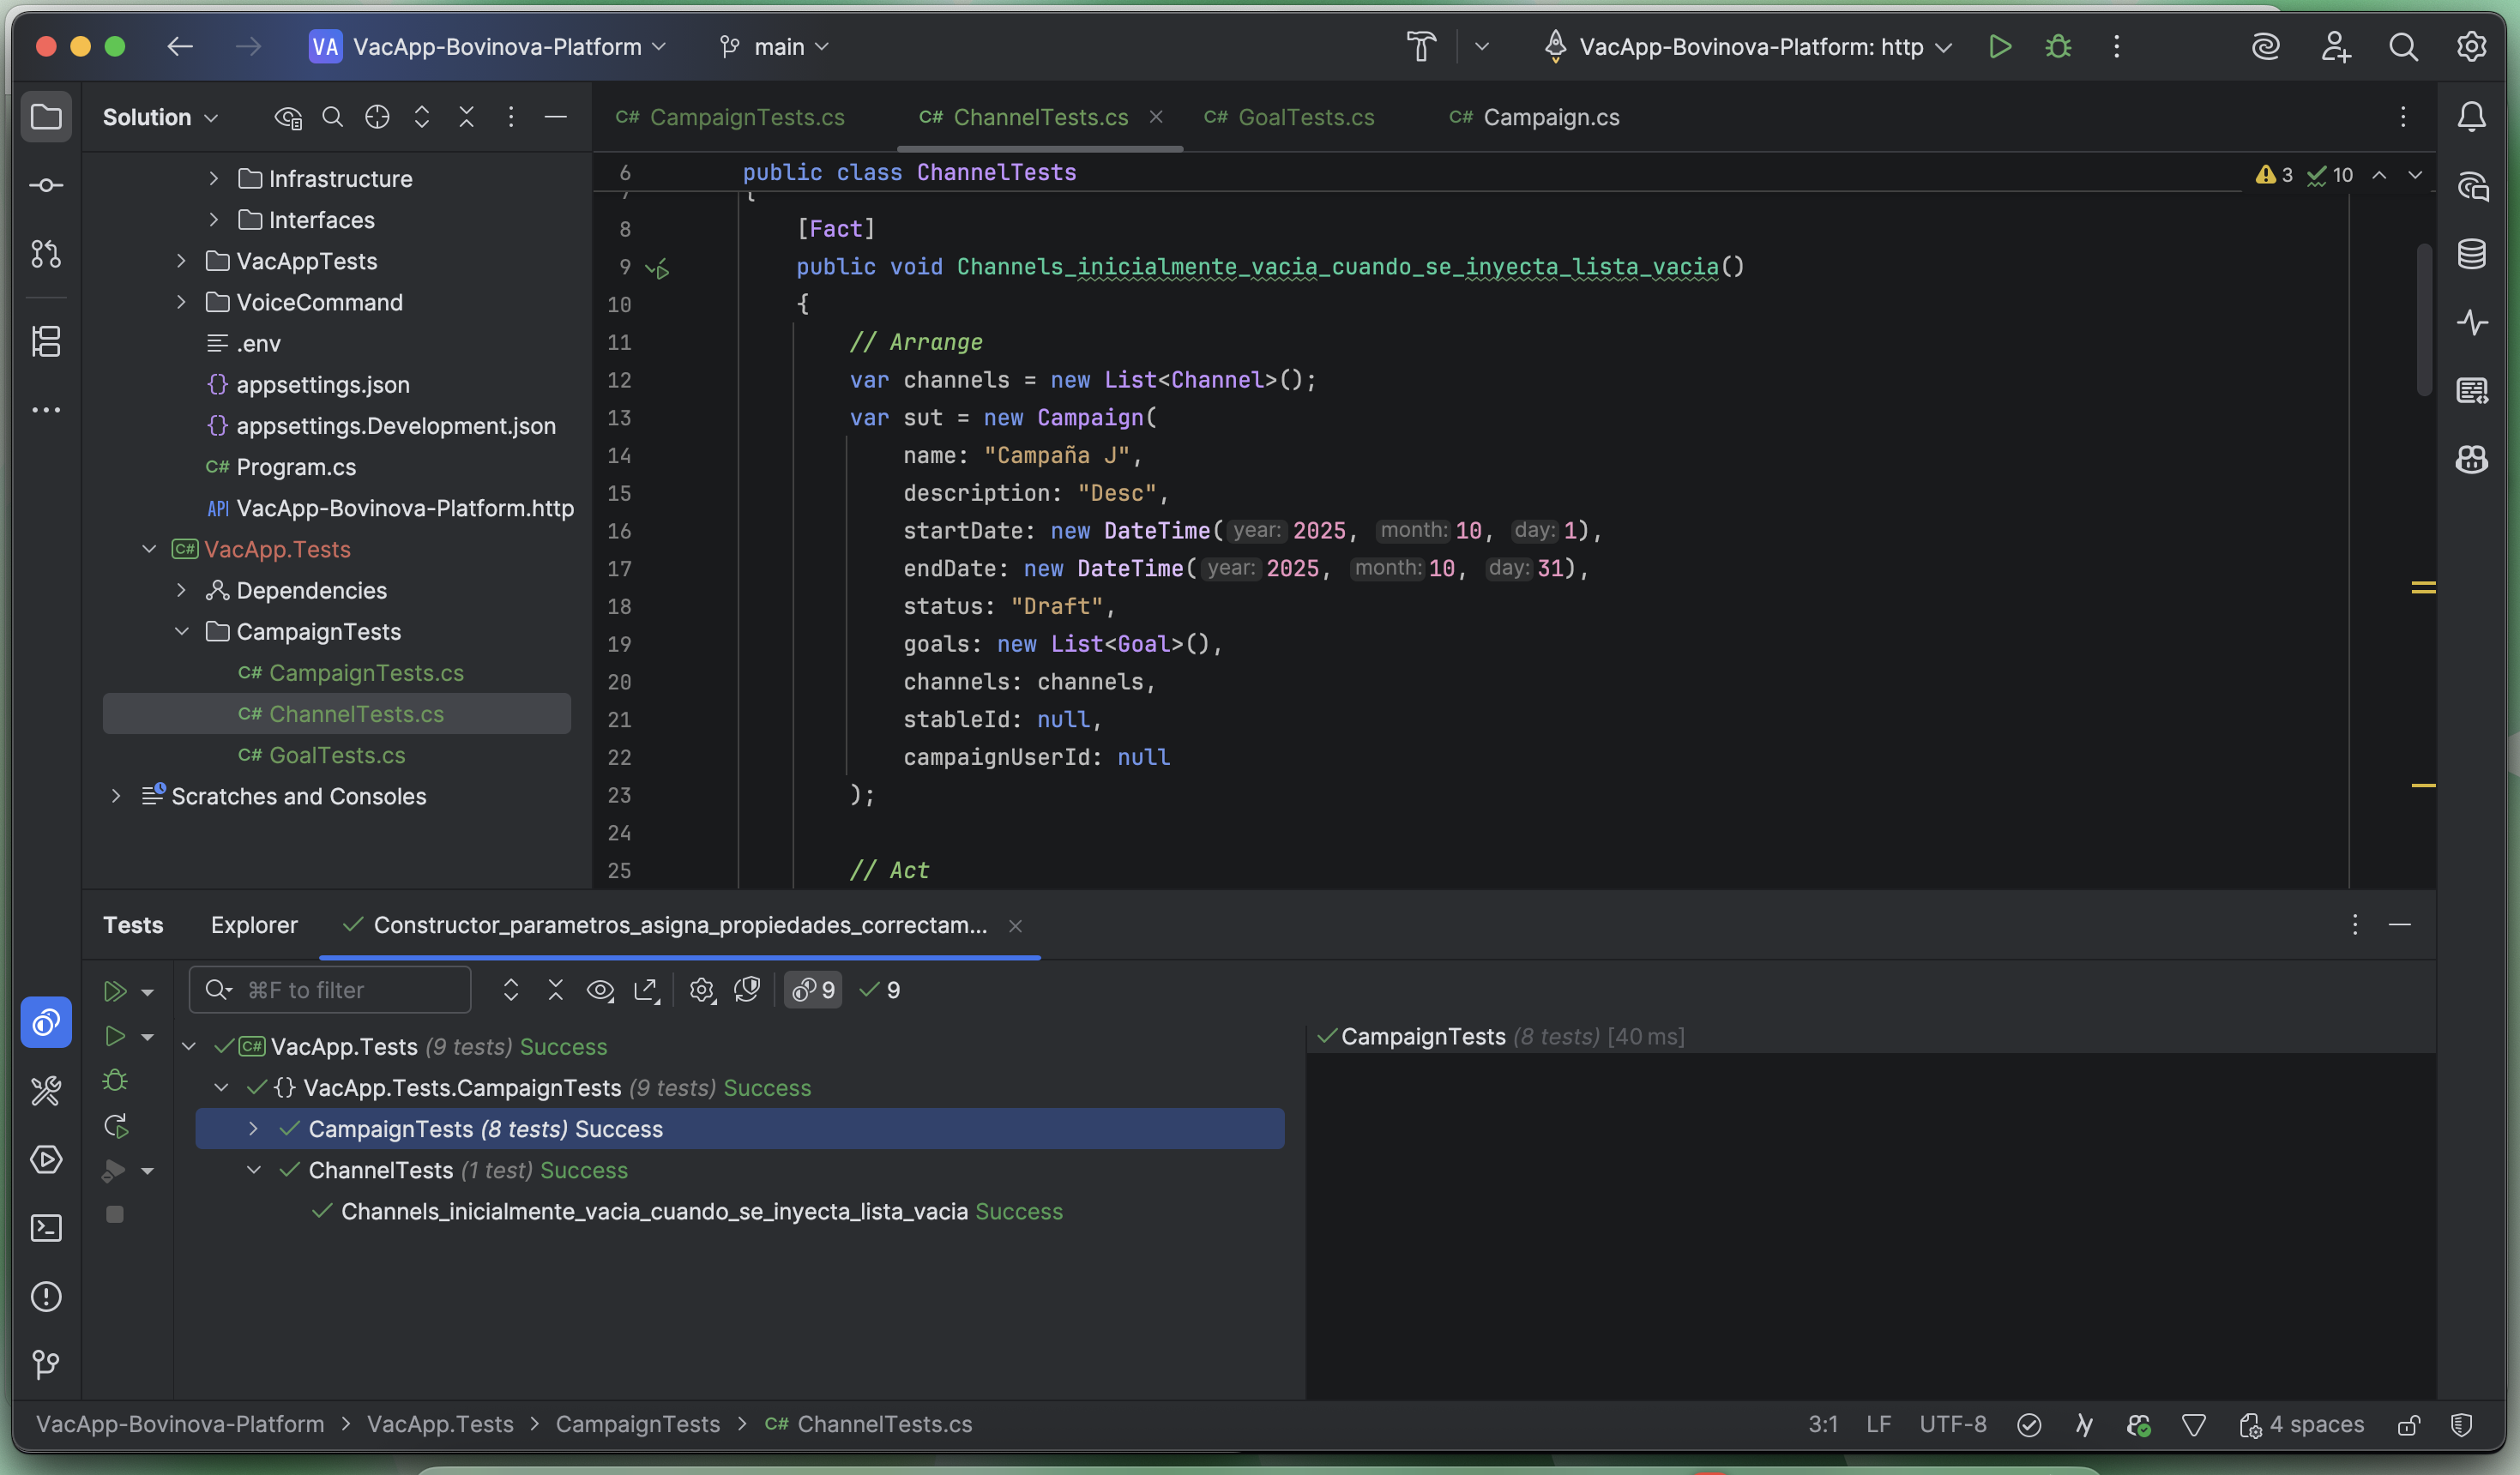 VA VacApp-Bovinova-Platform main VacApp-Bovinova-Platform: http
Solution
Infrastructure
Interfaces
VacAppTests
VoiceCommand
.env
{} appsettings.json
{} appsettings.Development.json
C# Program.cs
API VacApp-Bovinova-Platform.http
C# VacApp.Tests
Dependencies
CampaignTests
C# CampaignTests.cs
C# ChannelTests.cs
C# GoalTests.cs
Scratches and Consoles
C# CampaignTests.cs C# ChannelTests.cs C# GoalTests.cs C# Campaign.cs
6 public class ChannelTests 3 10
7 {
8 [Fact]
9 public void Channels_inicialmente_vacia_cuando_se_inyecta_lista_vacia()
10 {
11 // Arrange
12 var channels = new List<Channel>();
13 var sut = new Campaign(
14 name: "Campaña J",
15 description: "Desc",
16 startDate: new DateTime( year: 2025, month: 10, day: 1),
17 endDate: new DateTime( year: 2025, month: 10, day: 31),
18 status: "Draft",
19 goals: new List<Goal>(),
20 channels: channels,
21 stableId: null,
22 campaignUserId: null
23 );
24
25 // Act
Tests Explorer Constructor_parametros_asigna_propiedades_correctam...
⌘F to filter 9 9
C# VacApp.Tests (9 tests) Success
{} VacApp.Tests.CampaignTests (9 tests) Success
CampaignTests (8 tests) Success
ChannelTests (1 test) Success
Channels_inicialmente_vacia_cuando_se_inyecta_lista_vacia Success
CampaignTests (8 tests) [40 ms]
VacApp-Bovinova-Platform > VacApp.Tests > CampaignTests > C# ChannelTests.cs 3:1 LF UTF-8 4 spaces